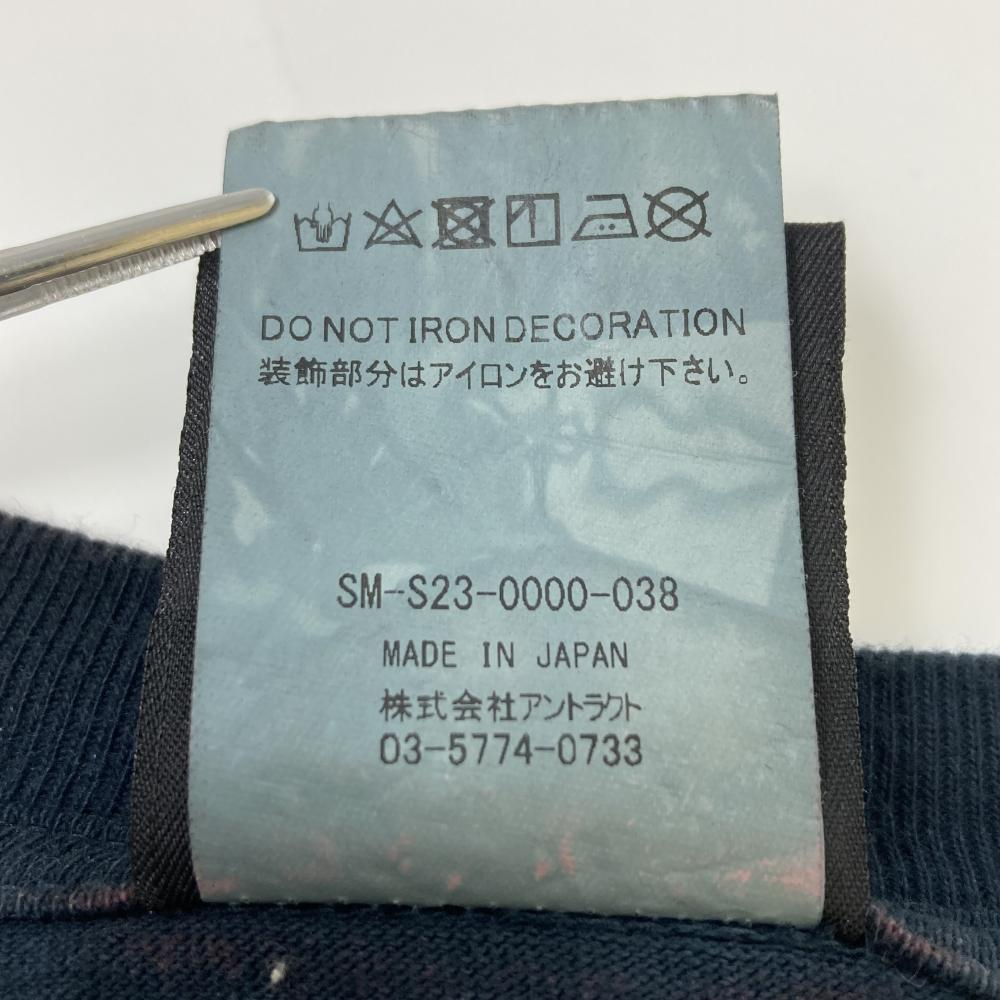 DO NOT IRON DECORATION
装飾部分はアイロンをお避け下さい。
SM-S23-0000-038
MADE IN JAPAN
株式会社アントラクト
03-5774-0733